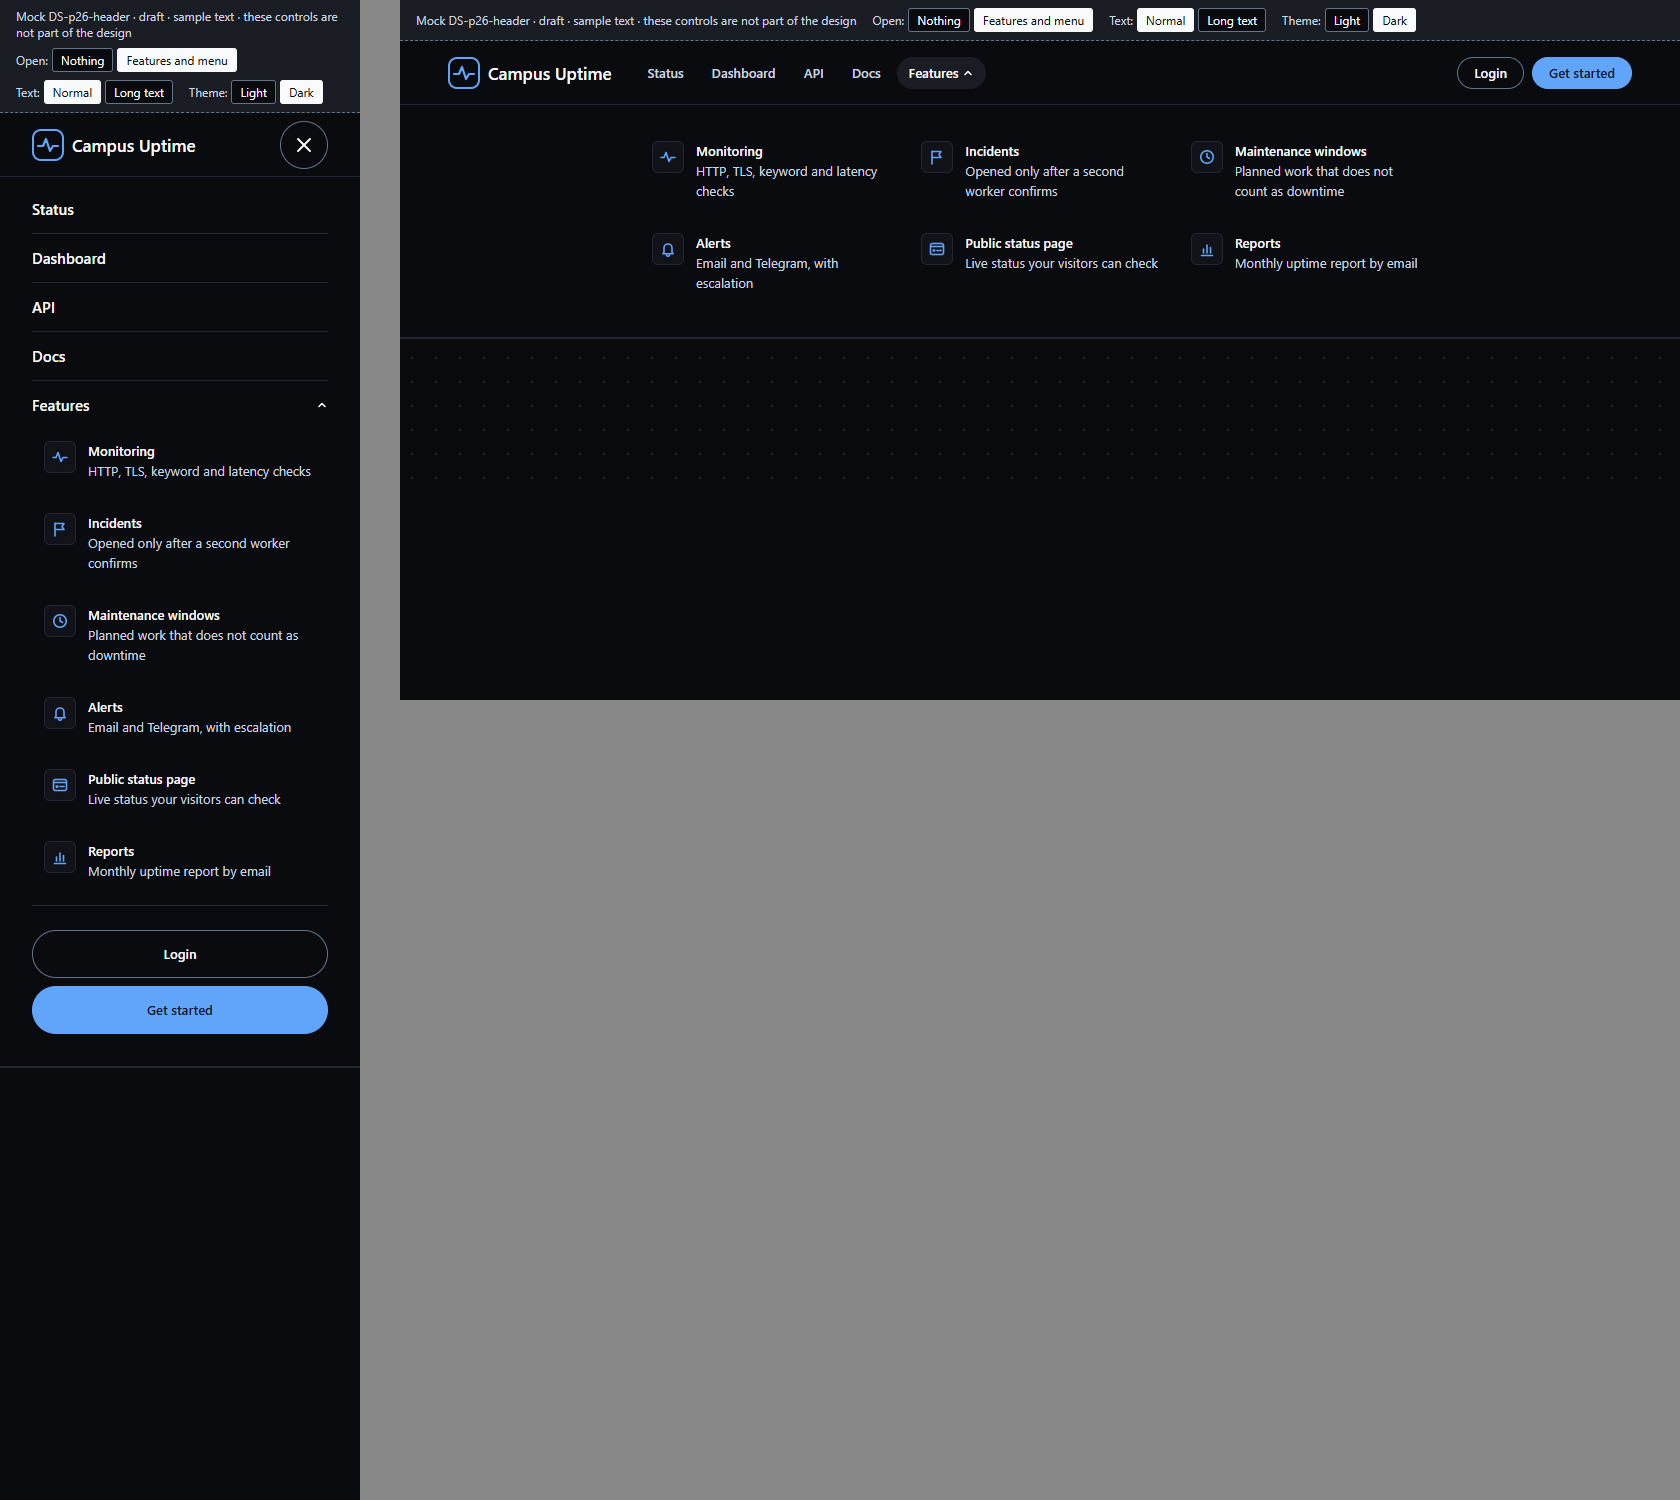 Mock DS-p26-header · draft · sample text · these controls are
not part of the design
Open: Nothing Features and menu
Text: Normal Long text Theme: Light Dark
Campus Uptime
Status
Dashboard
API
Docs
Features
Monitoring
HTTP, TLS, keyword and latency checks
Incidents
Opened only after a second worker
confirms
Maintenance windows
Planned work that does not count as
downtime
Alerts
Email and Telegram, with escalation
Public status page
Live status your visitors can check
Reports
Monthly uptime report by email
Login
Get started
Mock DS-p26-header · draft · sample text · these controls are not part of the design Open: Nothing Features and menu Text: Normal Long text Theme: Light Dark
Campus Uptime Status Dashboard API Docs Features Login Get started
Monitoring
HTTP, TLS, keyword and latency
checks
Incidents
Opened only after a second
worker confirms
Maintenance windows
Planned work that does not
count as downtime
Alerts
Email and Telegram, with
escalation
Public status page
Live status your visitors can check
Reports
Monthly uptime report by email